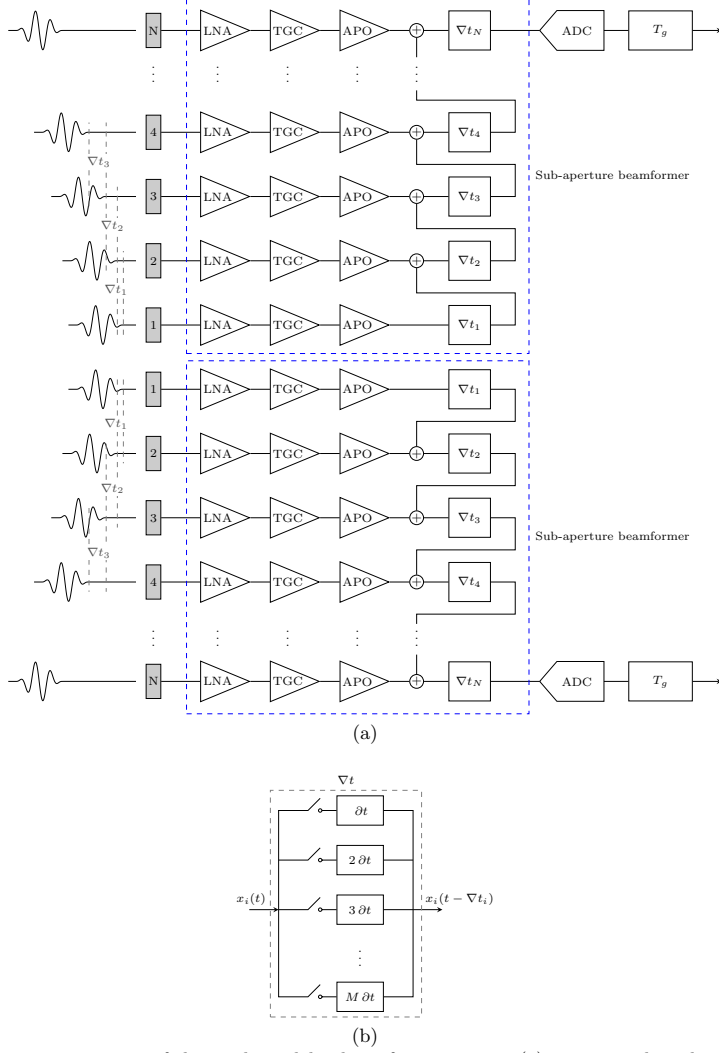 N LNA TGC APO + ∇t_N ADC T_g
⋮ ⋮ ⋮ ⋮ ⋮
4 LNA TGC APO + ∇t_4
∇t_3
Sub-aperture beamformer
3 LNA TGC APO + ∇t_3
∇t_2
2 LNA TGC APO + ∇t_2
∇t_1
1 LNA TGC APO ∇t_1
1 LNA TGC APO ∇t_1
∇t_1
2 LNA TGC APO + ∇t_2
∇t_2
3 LNA TGC APO + ∇t_3
Sub-aperture beamformer
∇t_3
4 LNA TGC APO + ∇t_4
⋮ ⋮ ⋮ ⋮ ⋮
N LNA TGC APO + ∇t_N ADC T_g
(a)
∇t
∂t
2 ∂t
x_i(t) 3 ∂t x_i(t − ∇t_i)
⋮
M ∂t
(b)